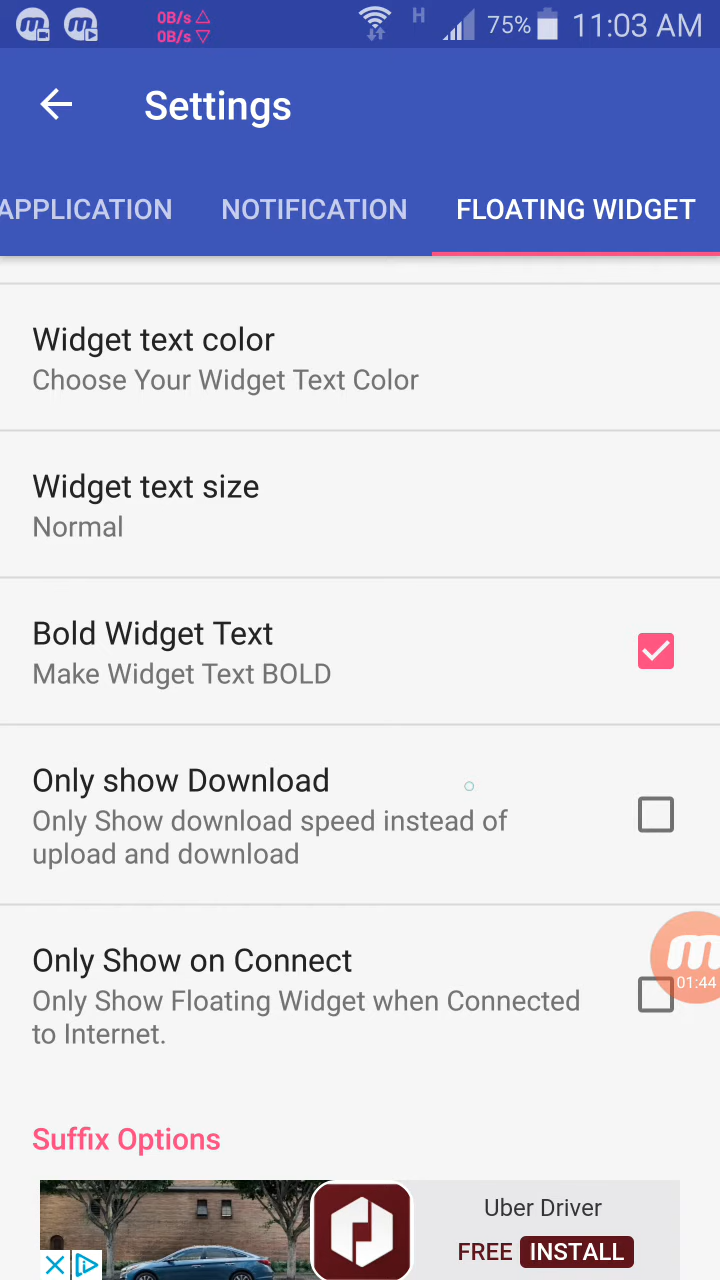 0B/s △
0B/s ▽
H
75%
11:03 AM
Settings
APPLICATION
NOTIFICATION
FLOATING WIDGET
Widget text color
Choose Your Widget Text Color
Widget text size
Normal
Bold Widget Text
Make Widget Text BOLD
Only show Download
Only Show download speed instead of
upload and download
Only Show on Connect
Only Show Floating Widget when Connected
to Internet.
01:44
Suffix Options
Uber Driver
FREE INSTALL